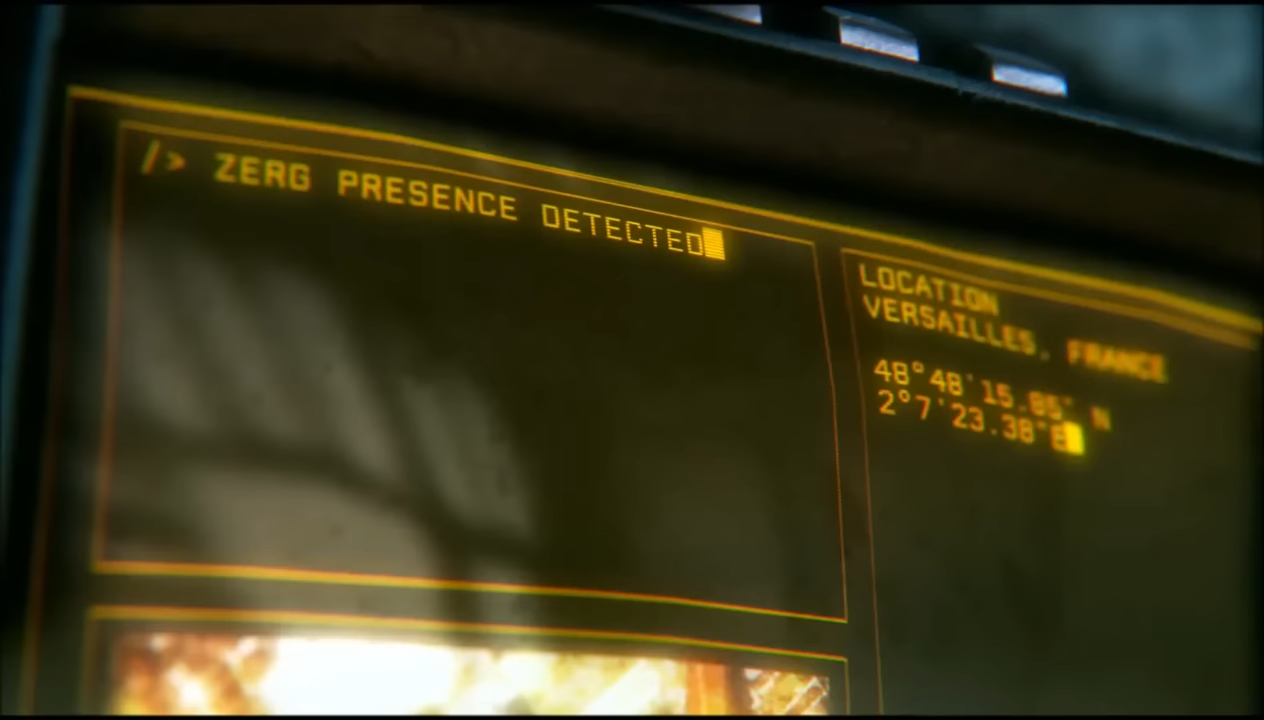 /> ZERG PRESENCE DETECTED
LOCATION
VERSAILLES, FRANCE
48°48'15.85" N
2°7'23.38"E